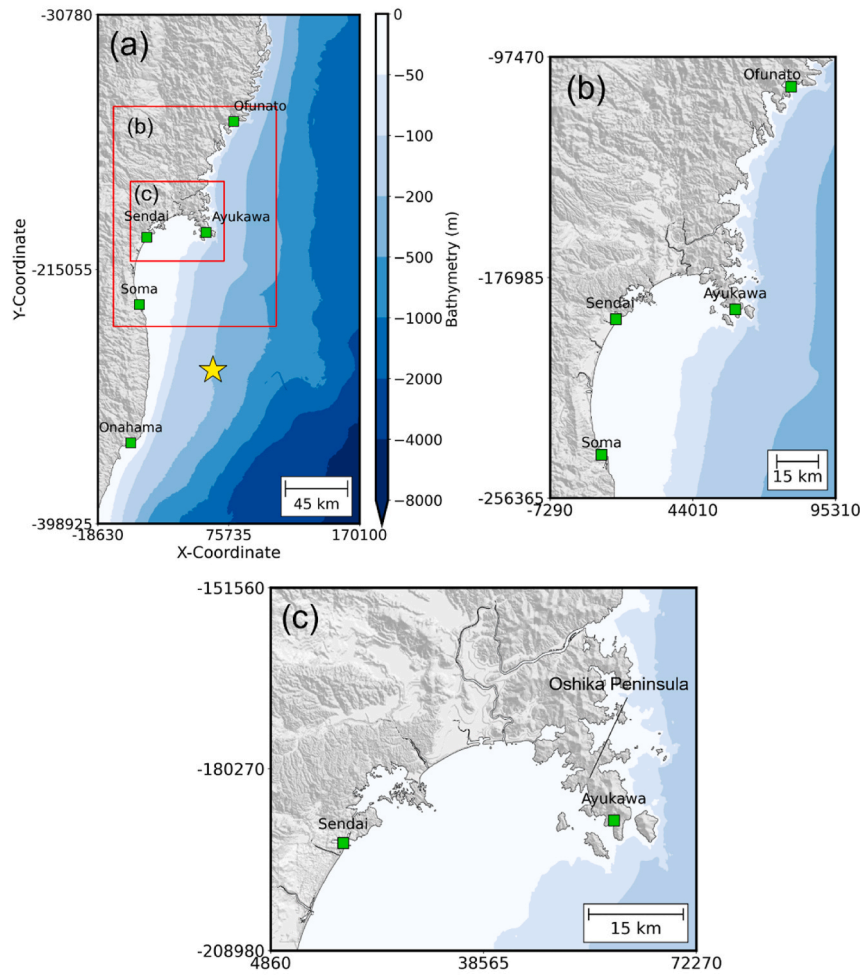 -30780
(a)
Ofunato
(b)
(c)
Sendai
Ayukawa
Y-Coordinate
-215055
Soma
Onahama
45 km
-398925
-18630
75735
170100
X-Coordinate
0
−50
−100
−200
−500
−1000
−2000
−4000
−8000
Bathymetry (m)
-97470
(b)
Ofunato
-176985
Sendai
Ayukawa
Soma
15 km
-256365
-7290
44010
95310
-151560
(c)
Oshika Peninsula
-180270
Ayukawa
Sendai
15 km
-208980
4860
38565
72270